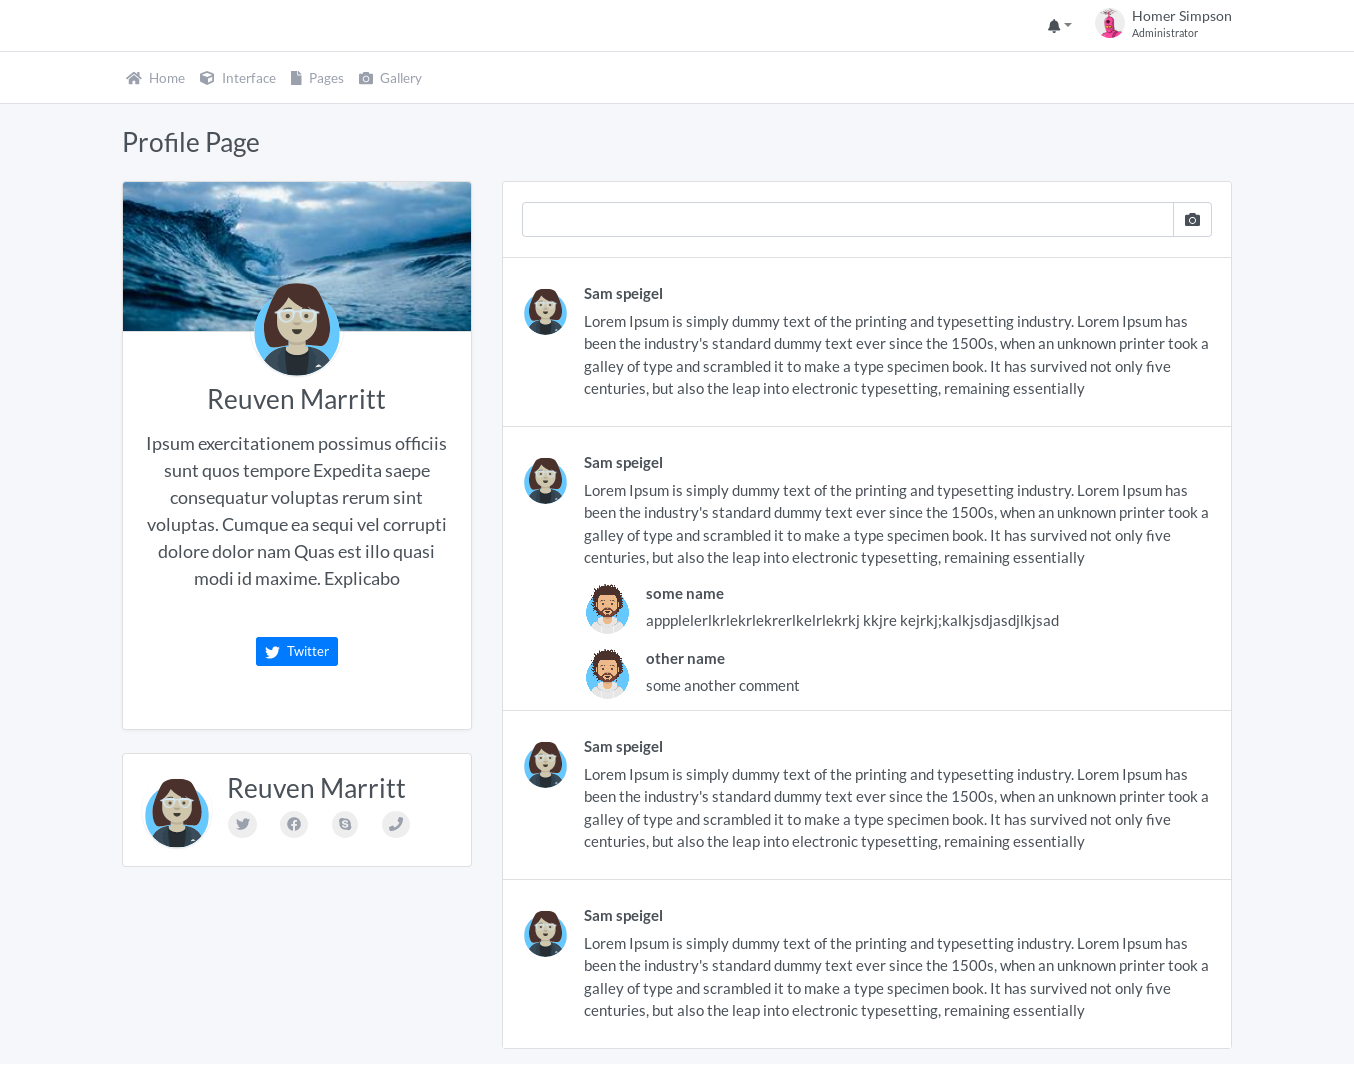 Homer Simpson
Administrator
Home Interface Pages Gallery
Profile Page
Reuven Marritt
Ipsum exercitationem possimus officiis
sunt quos tempore Expedita saepe
consequatur voluptas rerum sint
voluptas. Cumque ea sequi vel corrupti
dolore dolor nam Quas est illo quasi
modi id maxime. Explicabo
Twitter
Reuven Marritt
Sam speigel
Lorem Ipsum is simply dummy text of the printing and typesetting industry. Lorem Ipsum has
been the industry's standard dummy text ever since the 1500s, when an unknown printer took a
galley of type and scrambled it to make a type specimen book. It has survived not only five
centuries, but also the leap into electronic typesetting, remaining essentially
Sam speigel
Lorem Ipsum is simply dummy text of the printing and typesetting industry. Lorem Ipsum has
been the industry's standard dummy text ever since the 1500s, when an unknown printer took a
galley of type and scrambled it to make a type specimen book. It has survived not only five
centuries, but also the leap into electronic typesetting, remaining essentially
some name
appplelerlkrlekrlekrerlkelrlekrkj kkjre kejrkj;kalkjsdjasdjlkjsad
other name
some another comment
Sam speigel
Lorem Ipsum is simply dummy text of the printing and typesetting industry. Lorem Ipsum has
been the industry's standard dummy text ever since the 1500s, when an unknown printer took a
galley of type and scrambled it to make a type specimen book. It has survived not only five
centuries, but also the leap into electronic typesetting, remaining essentially
Sam speigel
Lorem Ipsum is simply dummy text of the printing and typesetting industry. Lorem Ipsum has
been the industry's standard dummy text ever since the 1500s, when an unknown printer took a
galley of type and scrambled it to make a type specimen book. It has survived not only five
centuries, but also the leap into electronic typesetting, remaining essentially